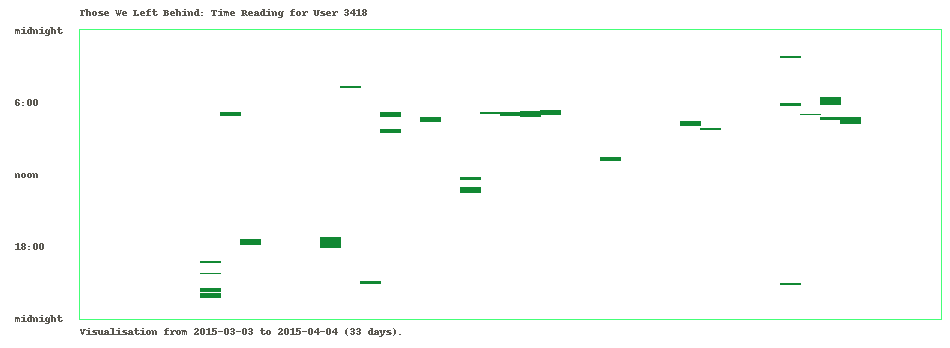 Those We Left Behind: Time Reading for User 3418
midnight
6:00
noon
18:00
midnight
Visualisation from 2015-03-03 to 2015-04-04 (33 days).